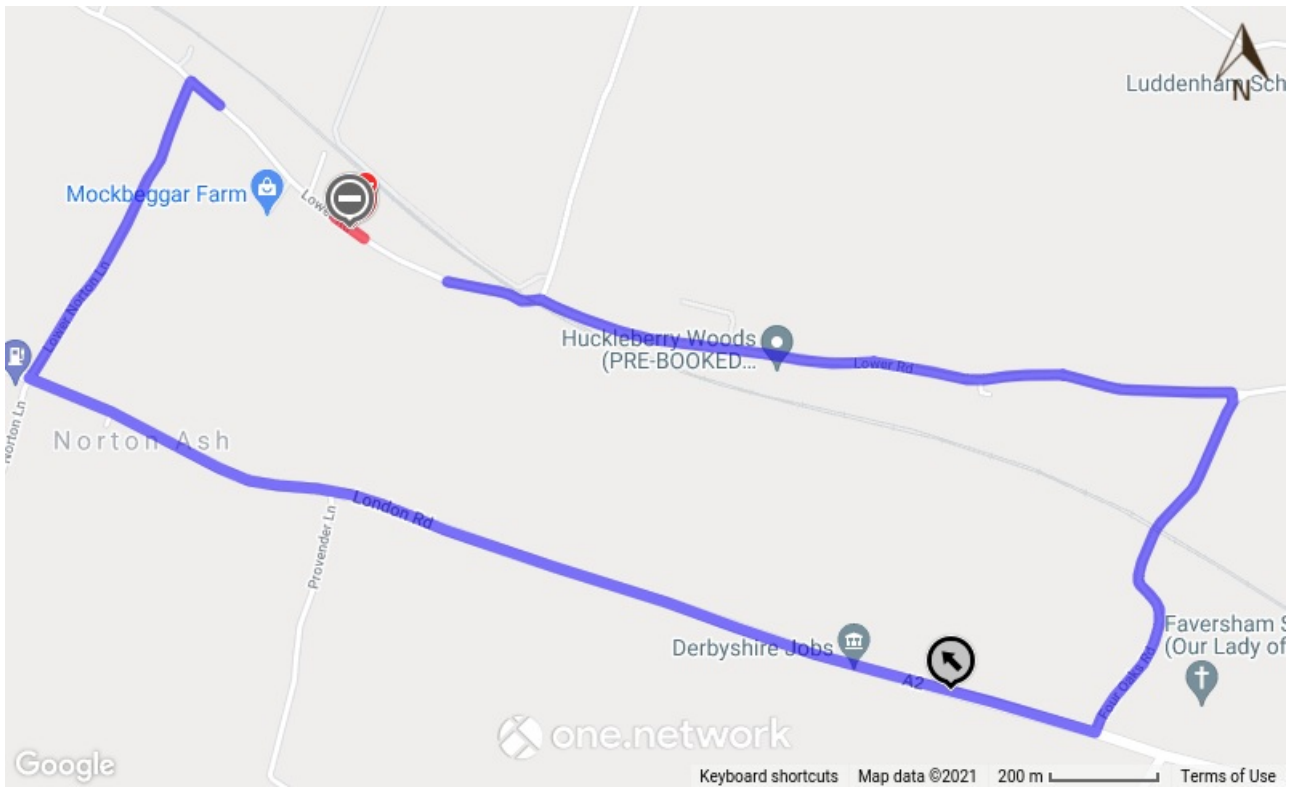 Luddenham Sch
N
Mockbeggar Farm
Lower Norton Ln
Huckleberry Woods
(PRE-BOOKED...
Lower Rd
Norton Ln
Norton Ash
London Rd
Provender Ln
Faversham S
(Our Lady of
Four Oaks Rd
Derbyshire Jobs
A2
one.network
Google
Keyboard shortcuts Map data ©2021 200 m Terms of Use